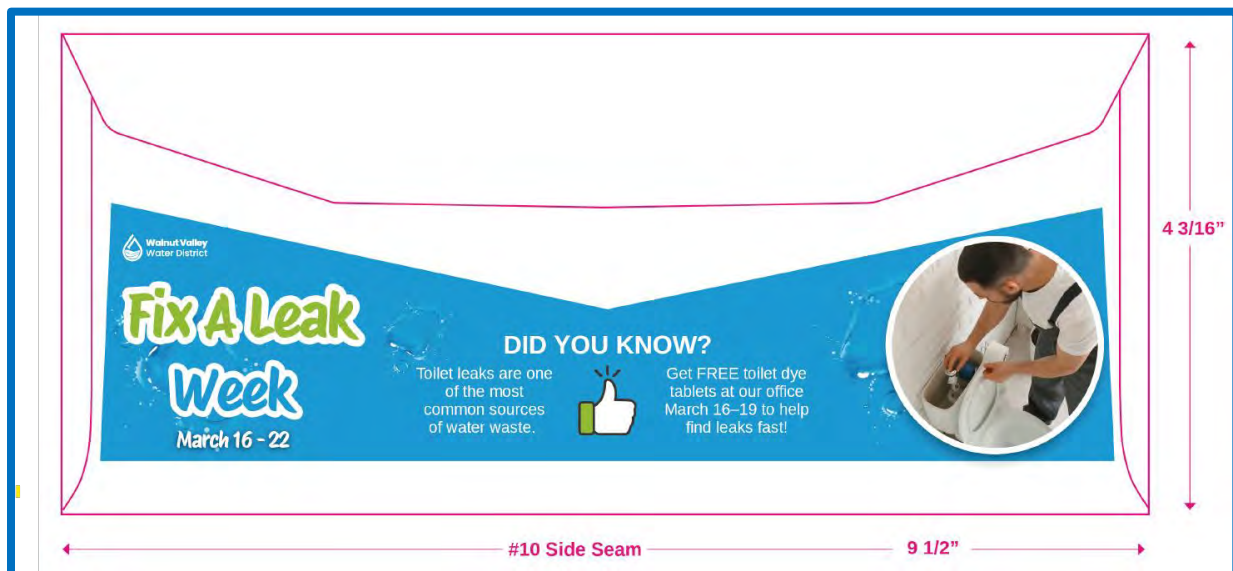 Walnut Valley
Water District
Fix A Leak
Week
March 16 - 22
DID YOU KNOW?
Toilet leaks are one
of the most
common sources
of water waste.
Get FREE toilet dye
tablets at our office
March 16–19 to help
find leaks fast!
4 3/16”
#10 Side Seam
9 1/2”